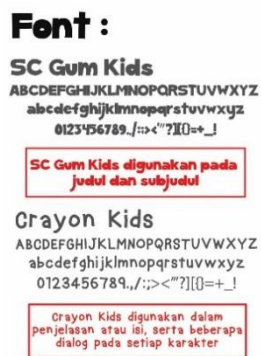 Font :
SC Gum Kids
ABCDEFGHIJKLMNOPQRSTUVWXYZ
abcdefghijklmnopqrstuvwxyz
0123456789./:;><‴"?][()=+_!
SC Gum Kids digunakan pada
judul dan subjudul
Crayon Kids
ABCDEFGHIJKLMNOPQRSTUVWXYZ
abcdefghijklmnopqrstuvwxyz
0123456789.,/:;><‴"?][()=+_!
Crayon Kids digunakan dalam
penjelasan atau isi, serta beberapa
dialog pada setiap karakter